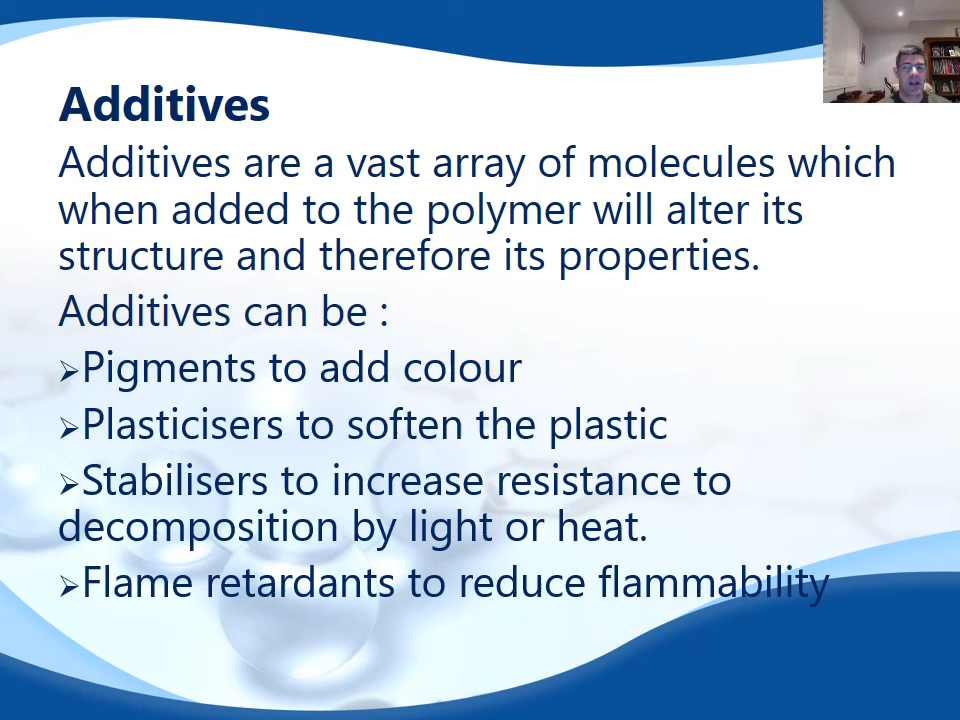 Additives
Additives are a vast array of molecules which
when added to the polymer will alter its
structure and therefore its properties.
Additives can be :
➢Pigments to add colour
➢Plasticisers to soften the plastic
➢Stabilisers to increase resistance to
decomposition by light or heat.
➢Flame retardants to reduce flammability